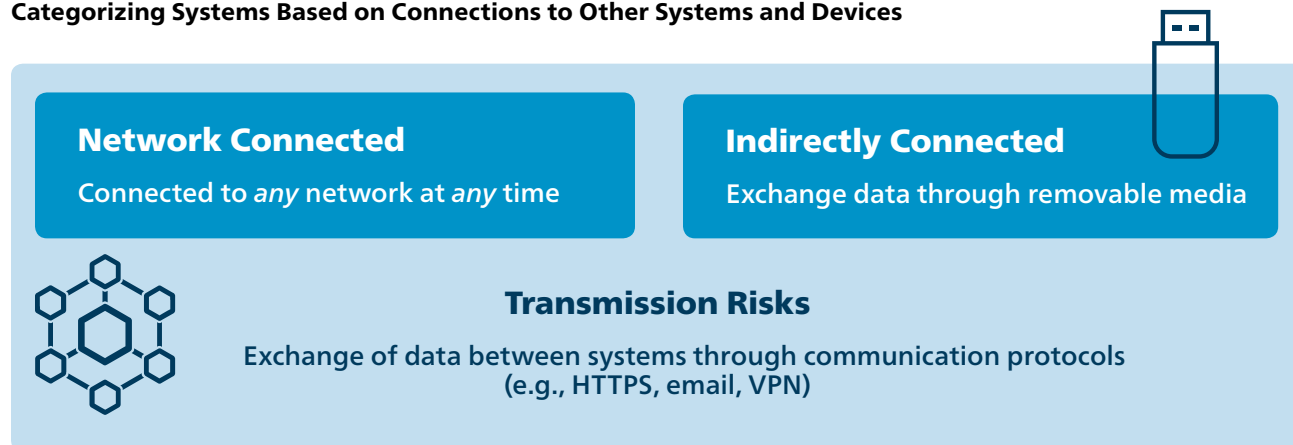 Categorizing Systems Based on Connections to Other Systems and Devices
Network Connected
Connected to any network at any time
Indirectly Connected
Exchange data through removable media
Transmission Risks
Exchange of data between systems through communication protocols
(e.g., HTTPS, email, VPN)